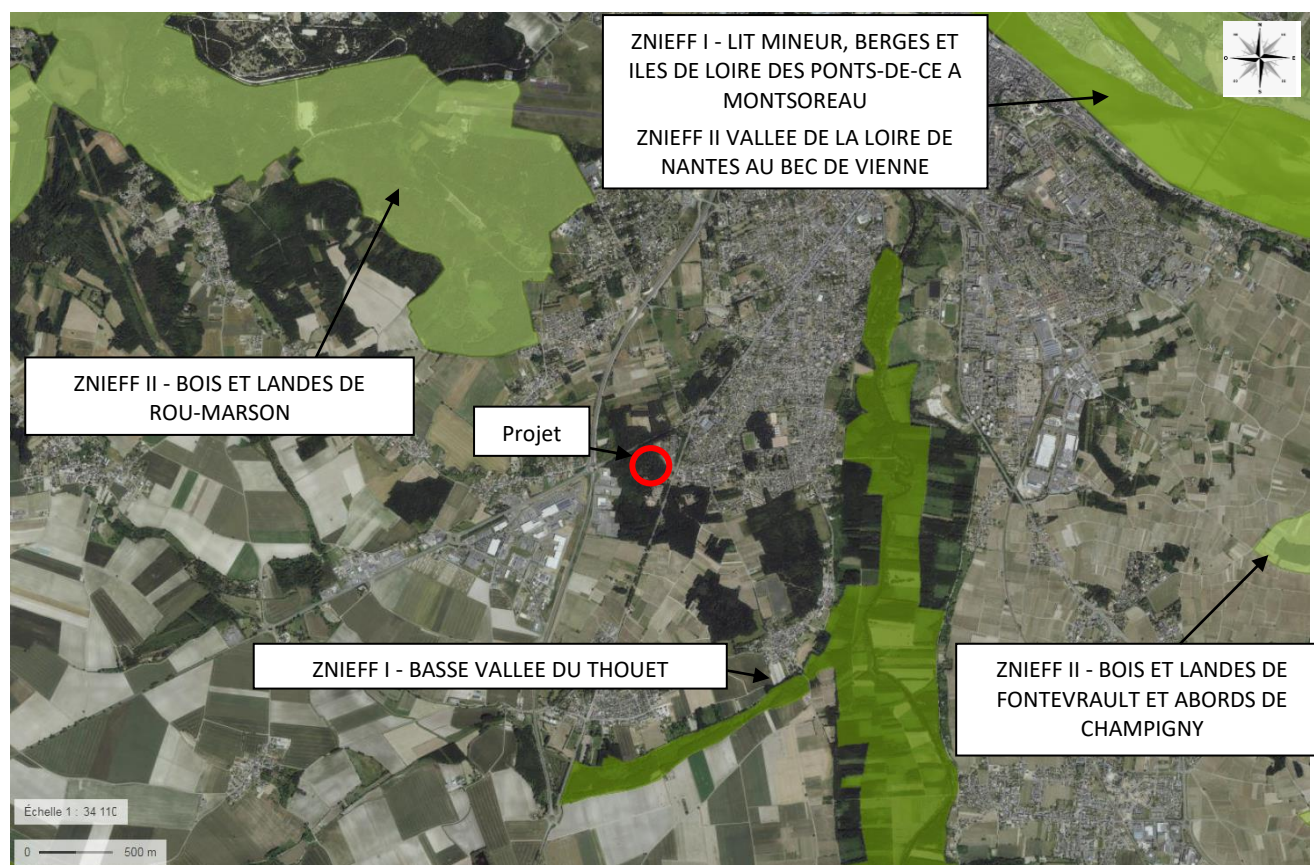 ZNIEFF I - LIT MINEUR, BERGES ET
ILES DE LOIRE DES PONTS-DE-CE A
MONTSOREAU
ZNIEFF II VALLEE DE LA LOIRE DE
NANTES AU BEC DE VIENNE
N
O
E
S
ZNIEFF II - BOIS ET LANDES DE
ROU-MARSON
Projet
ZNIEFF I - BASSE VALLEE DU THOUET
ZNIEFF II - BOIS ET LANDES DE
FONTEVRAULT ET ABORDS DE
CHAMPIGNY
Échelle 1 : 34 110
0 500 m